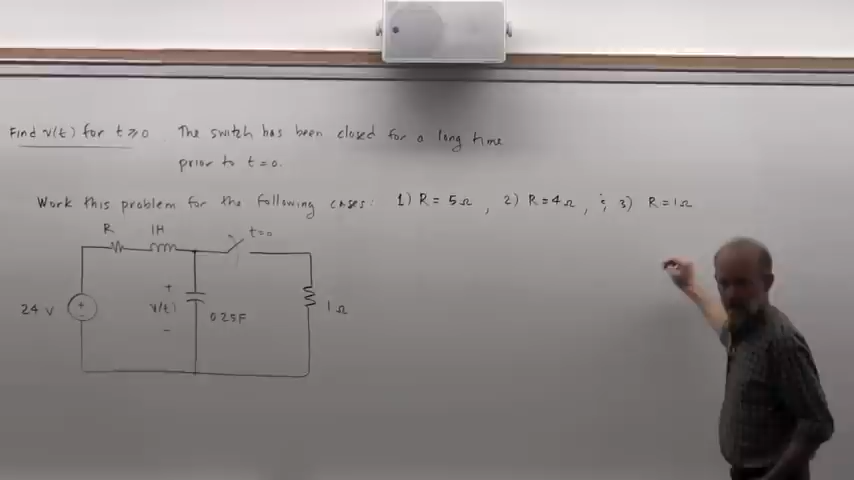 Find v(t) for t ≥ 0. The switch has been closed for a long time
prior to t = 0.
Work this problem for the following cases: 1) R = 5Ω, 2) R = 4Ω, & 3) R = 1Ω
R 1H t=0
24 V + v(t) - 0.25F 1Ω